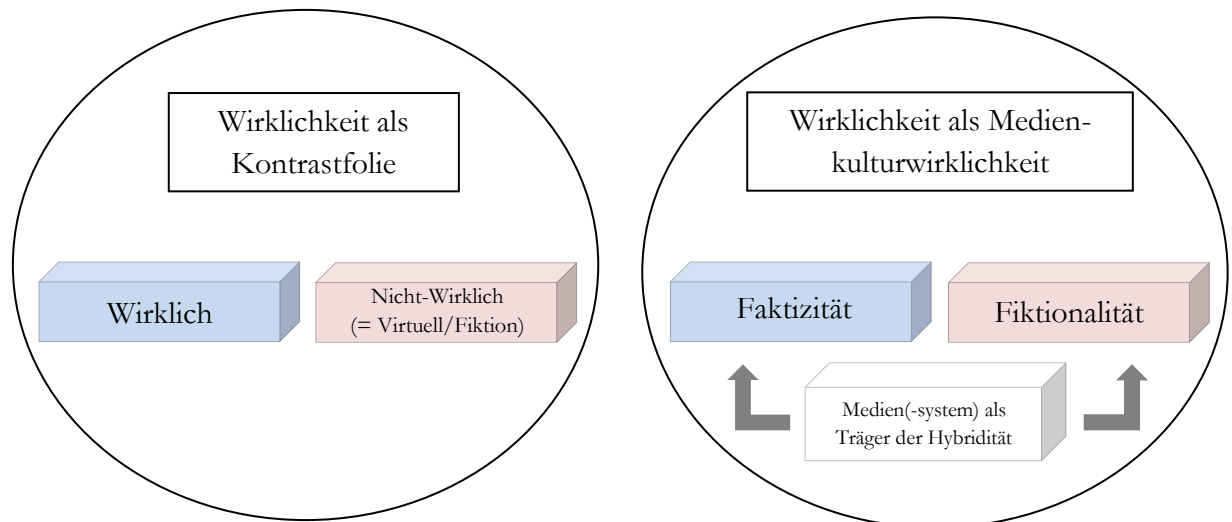 Wirklichkeit als
Kontrastfolie
Wirklich
Nicht-Wirklich
(= Virtuell/Fiktion)
Wirklichkeit als Medien-
kulturwirklichkeit
Faktizität
Fiktionalität
Medien(-system) als
Träger der Hybridität